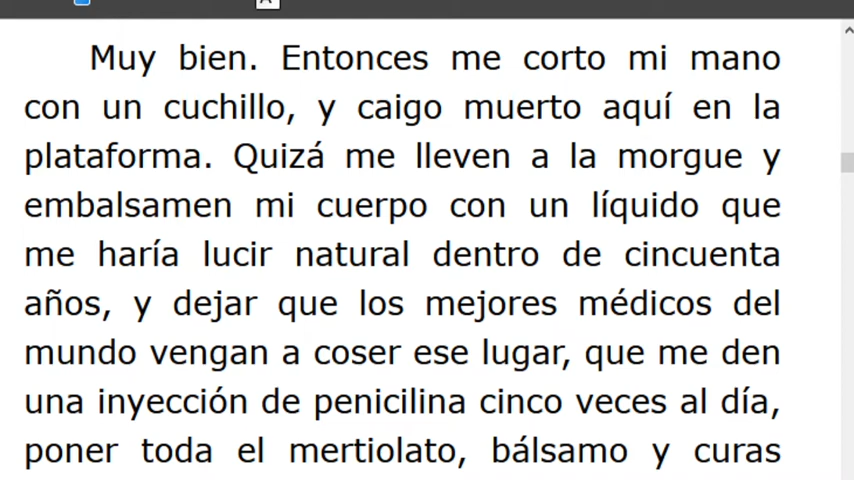 Muy bien. Entonces me corto mi mano
con un cuchillo, y caigo muerto aquí en la
plataforma. Quizá me lleven a la morgue y
embalsamen mi cuerpo con un líquido que
me haría lucir natural dentro de cincuenta
años, y dejar que los mejores médicos del
mundo vengan a coser ese lugar, que me den
una inyección de penicilina cinco veces al día,
poner toda el mertiolato, bálsamo y curas